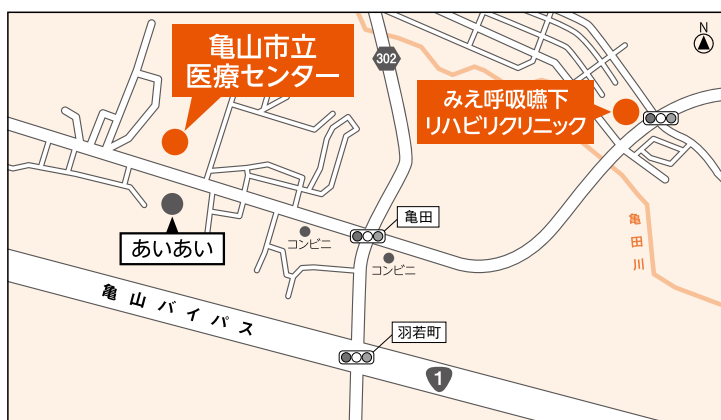 N
亀山市立
医療センター
302
みえ呼吸嚥下
リハビリクリニック
亀田
あいあい
コンビニ
コンビニ
亀田川
亀山バイパス
羽若町
1